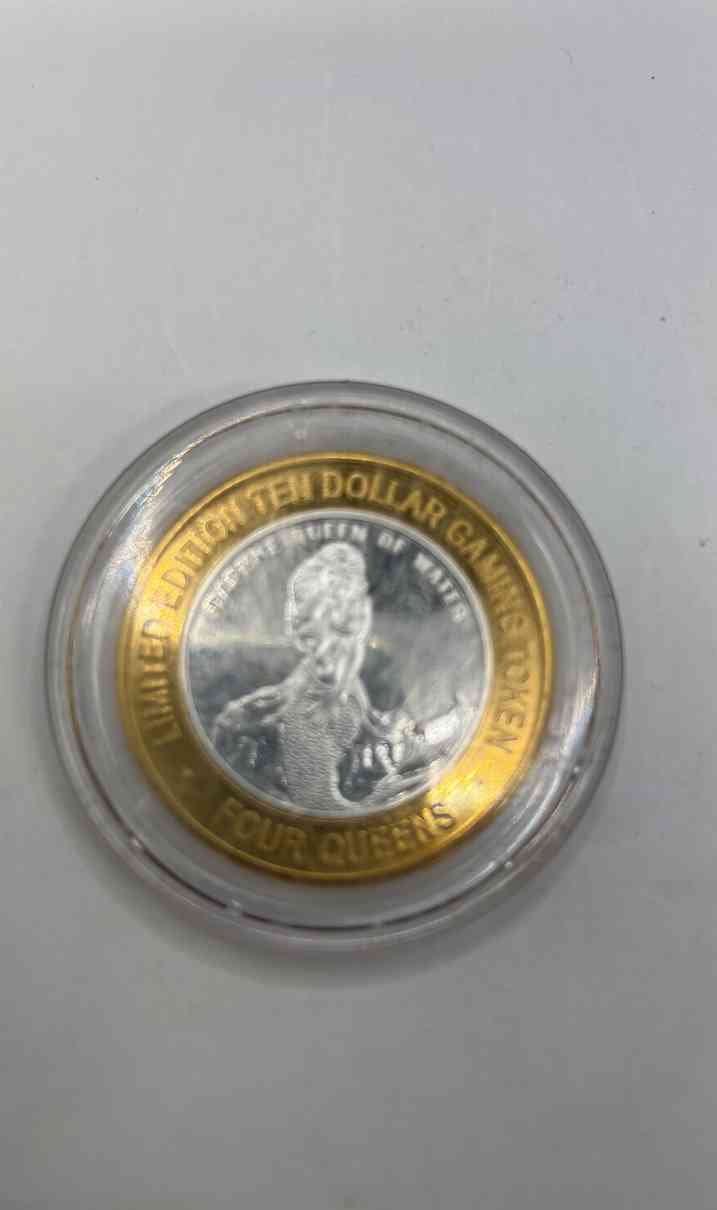 LIMITED EDITION TEN DOLLAR GAMING TOKEN
QUEEN OF WATER
FOUR QUEENS